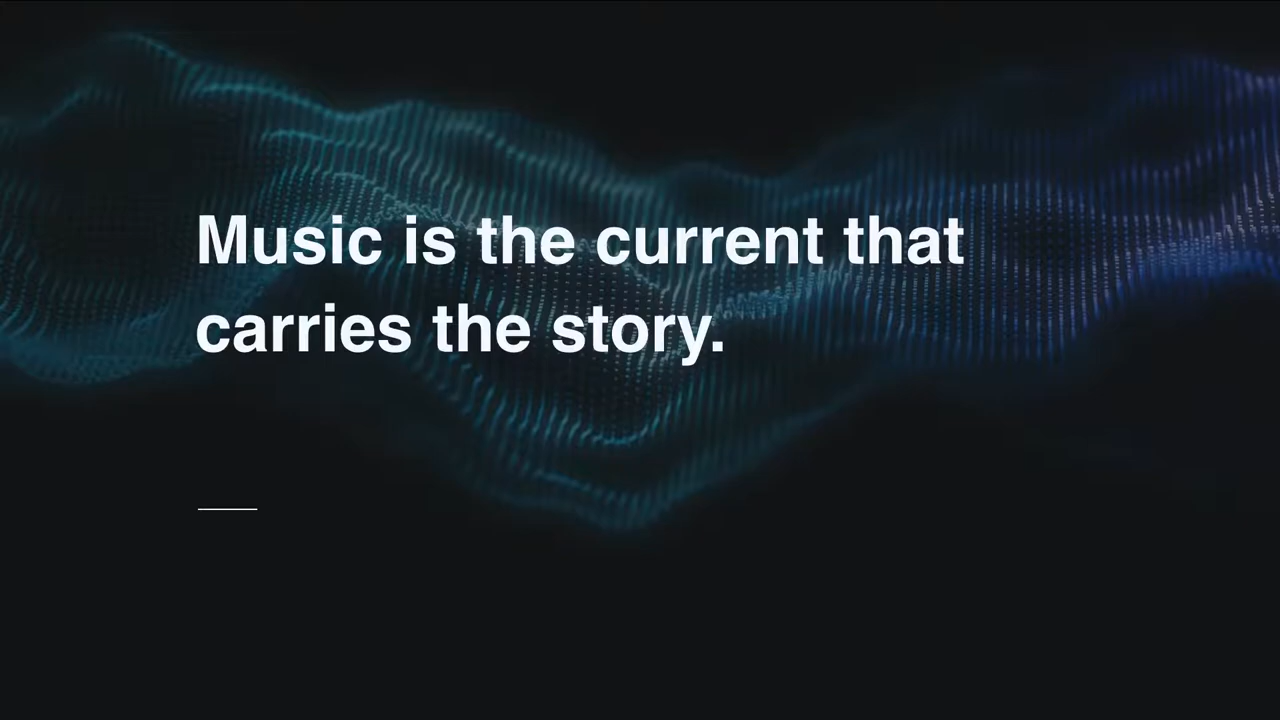 Music is the current that
carries the story.